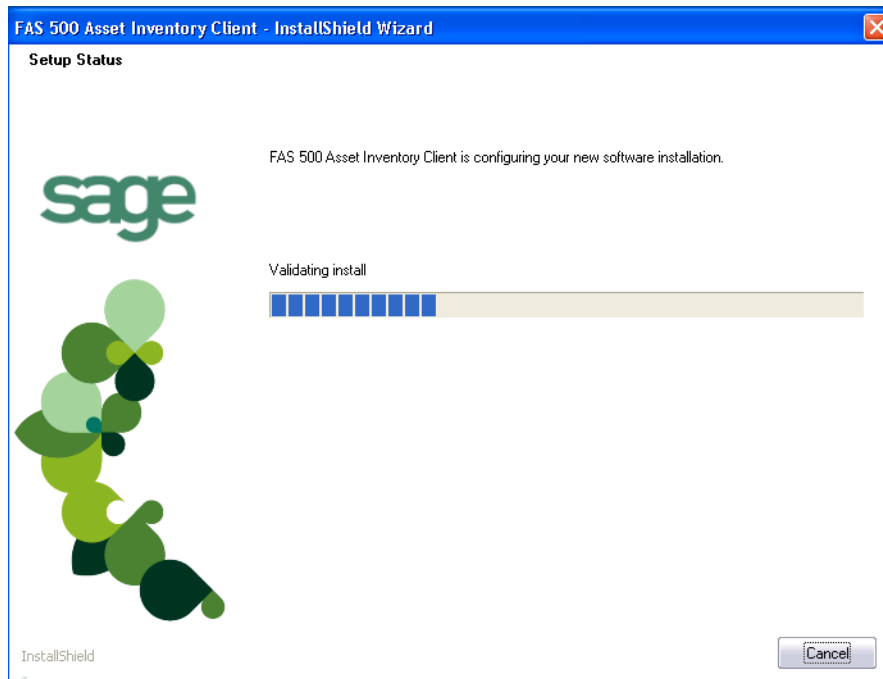 FAS 500 Asset Inventory Client - InstallShield Wizard
Setup Status
FAS 500 Asset Inventory Client is configuring your new software installation.
sage
Validating install
InstallShield
Cancel